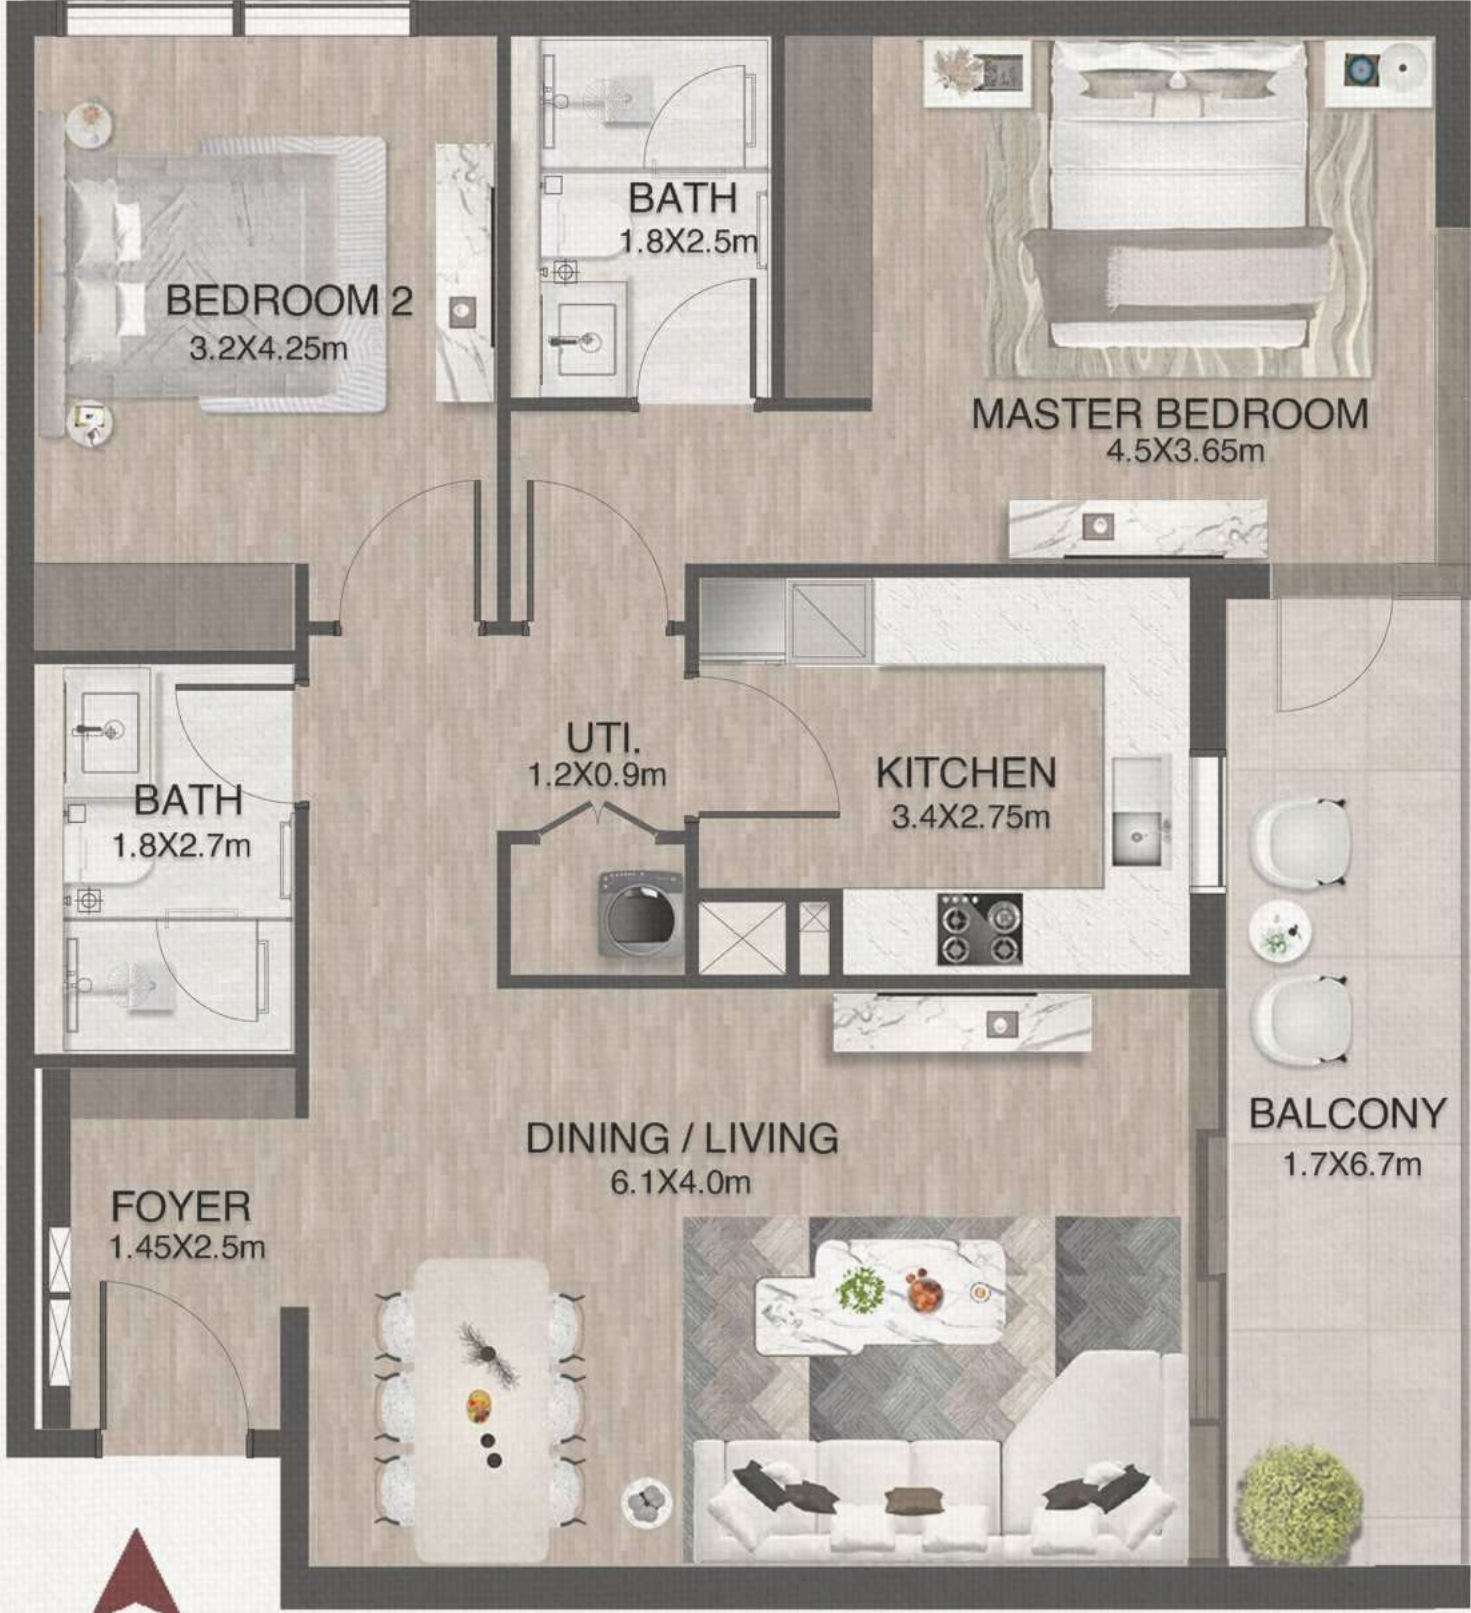 BATH
1.8X2.5m
BEDROOM 2
3.2X4.25m
MASTER BEDROOM
4.5X3.65m
UTI.
1.2X0.9m
KITCHEN
3.4X2.75m
BATH
1.8X2.7m
DINING / LIVING
6.1X4.0m
BALCONY
1.7X6.7m
FOYER
1.45X2.5m